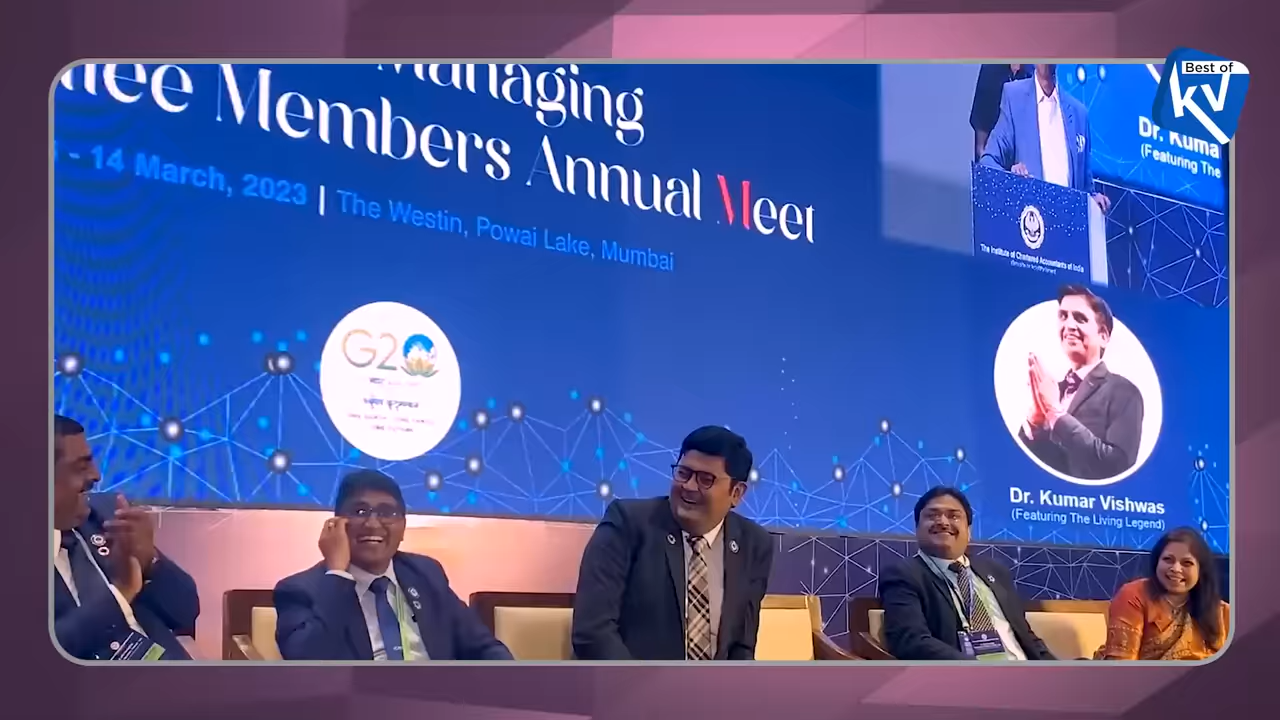 Managing
Members Annual Meet
- 14 March, 2023 | The Westin, Powai Lake, Mumbai
Best of
kv
Dr. Kuma
(Featuring The
The Institute of Chartered Accountants of India
G20
Dr. Kumar Vishwas
(Featuring The Living Legend)